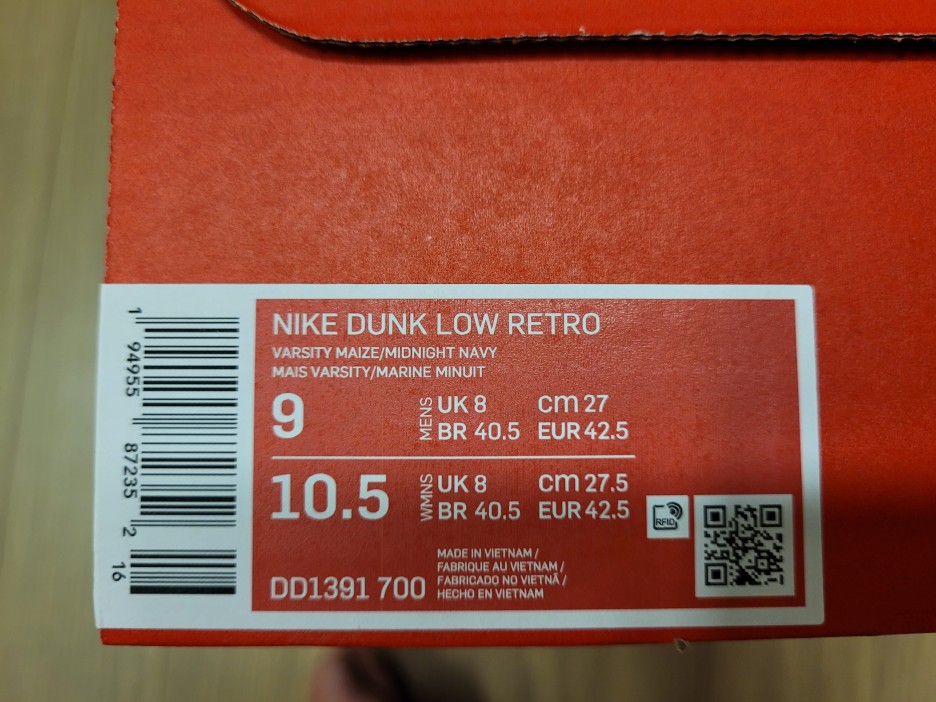 NIKE DUNK LOW RETRO
VARSITY MAIZE/MIDNIGHT NAVY
MAIS VARSITY/MARINE MINUIT
9
MENS
UK 8 cm 27
BR 40.5 EUR 42.5
10.5
WMNS
UK 8 cm 27.5
BR 40.5 EUR 42.5
RFID
DD1391 700
MADE IN VIETNAM /
FABRIQUE AU VIETNAM /
FABRICADO NO VIETNÃ /
HECHO EN VIETNAM
1 94955 87235 2 16